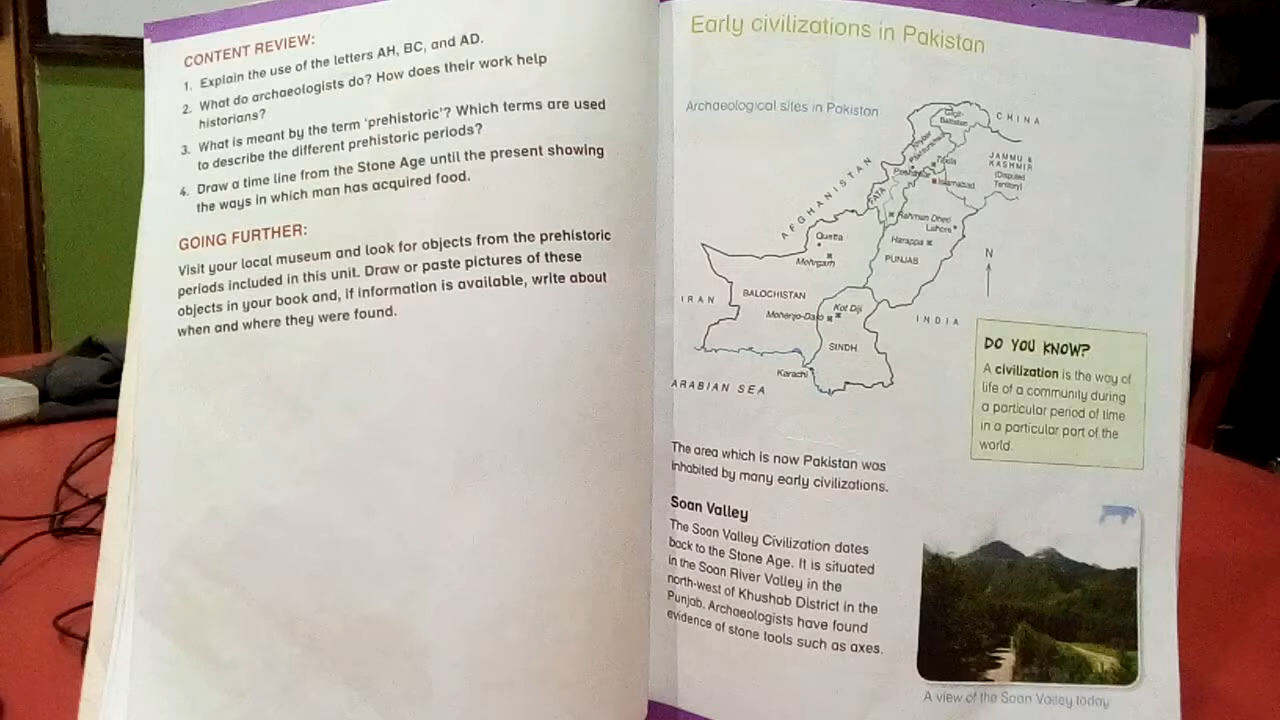 CONTENT REVIEW:
1. Explain the use of the letters AH, BC, and AD.
2. What do archaeologists do? How does their work help
historians?
3. What is meant by the term 'prehistoric'? Which terms are used
to describe the different prehistoric periods?
4. Draw a time line from the Stone Age until the present showing
the ways in which man has acquired food.
GOING FURTHER:
Visit your local museum and look for objects from the prehistoric
periods included in this unit. Draw or paste pictures of these
objects in your book and, if information is available, write about
when and where they were found.
Early civilizations in Pakistan
Archaeological sites in Pakistan
CHINA
Gilgit-
Baltistan
Khyber
Pakhtunkhwa
JAMMU &
KASHMIR
(Disputed
Territory)
Taxila
Peshawar
Islamabad
AFGHANISTAN
FATA
Rehman Dheri
Lahore
Quetta
Harappa
N
Mehrgarh
PUNJAB
IRAN
BALOCHISTAN
Kot Diji
Mohenjo-Daro
INDIA
SINDH
Karachi
ARABIAN SEA
DO YOU KNOW?
A civilization is the way of
life of a community during
a particular period of time
in a particular part of the
world.
The area which is now Pakistan was
inhabited by many early civilizations.
Soan Valley
The Soan Valley Civilization dates
back to the Stone Age. It is situated
in the Soan River Valley in the
north-west of Khushab District in the
Punjab. Archaeologists have found
evidence of stone tools such as axes.
A view of the Soan Valley today